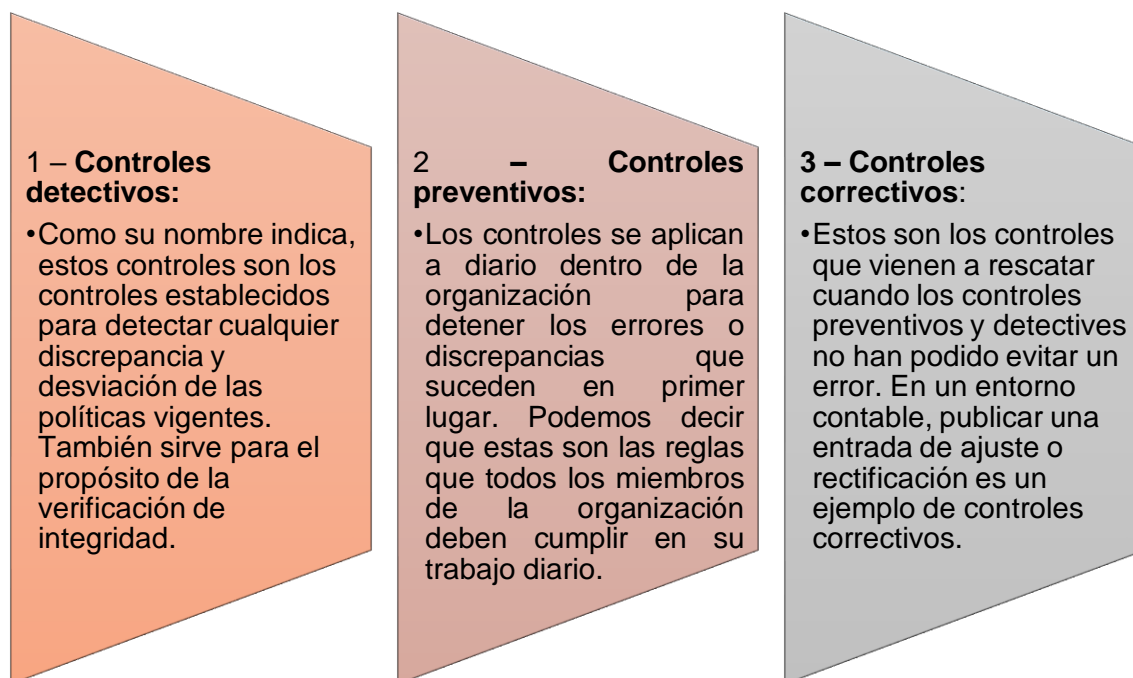 1 – Controles
detectivos:
•Como su nombre indica,
estos controles son los
controles establecidos
para detectar cualquier
discrepancia y
desviación de las
políticas vigentes.
También sirve para el
propósito de la
verificación de
integridad.
2 – Controles
preventivos:
•Los controles se aplican
a diario dentro de la
organización para
detener los errores o
discrepancias que
suceden en primer
lugar. Podemos decir
que estas son las reglas
que todos los miembros
de la organización
deben cumplir en su
trabajo diario.
3 – Controles
correctivos:
•Estos son los controles
que vienen a rescatar
cuando los controles
preventivos y detectives
no han podido evitar un
error. En un entorno
contable, publicar una
entrada de ajuste o
rectificación es un
ejemplo de controles
correctivos.